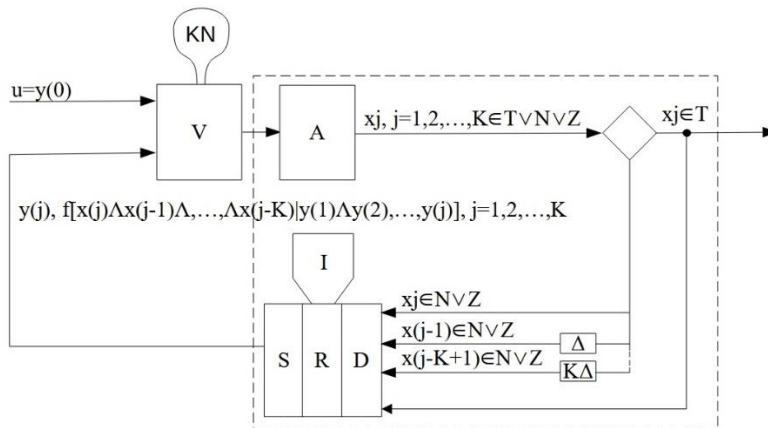 KN
u=y(0)
V
A
xj, j=1,2,…,K∈T∨N∨Z
xj∈T
y(j), f[x(j)Λx(j-1)Λ,…,Λx(j-K)|y(1)Λy(2),…,y(j)], j=1,2,…,K
I
xj∈N∨Z
x(j-1)∈N∨Z
Δ
x(j-K+1)∈N∨Z
KΔ
S R D